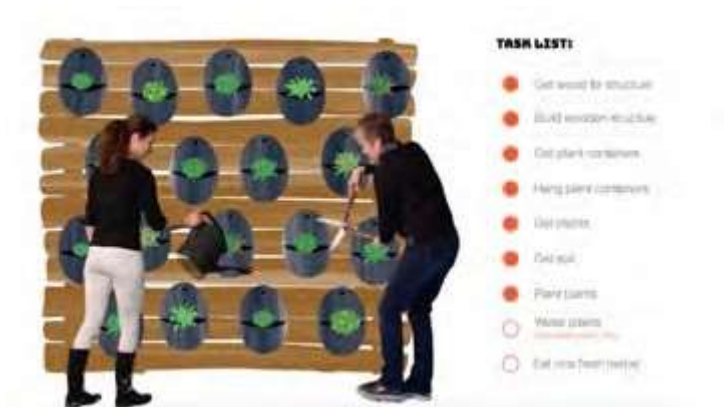 TASK LIST:
Get wood for structure
Build wooden structure
Get plant containers
Hang plant containers
Get plants
Get soil
Plant plants
Water plants
Eat fresh herbs!